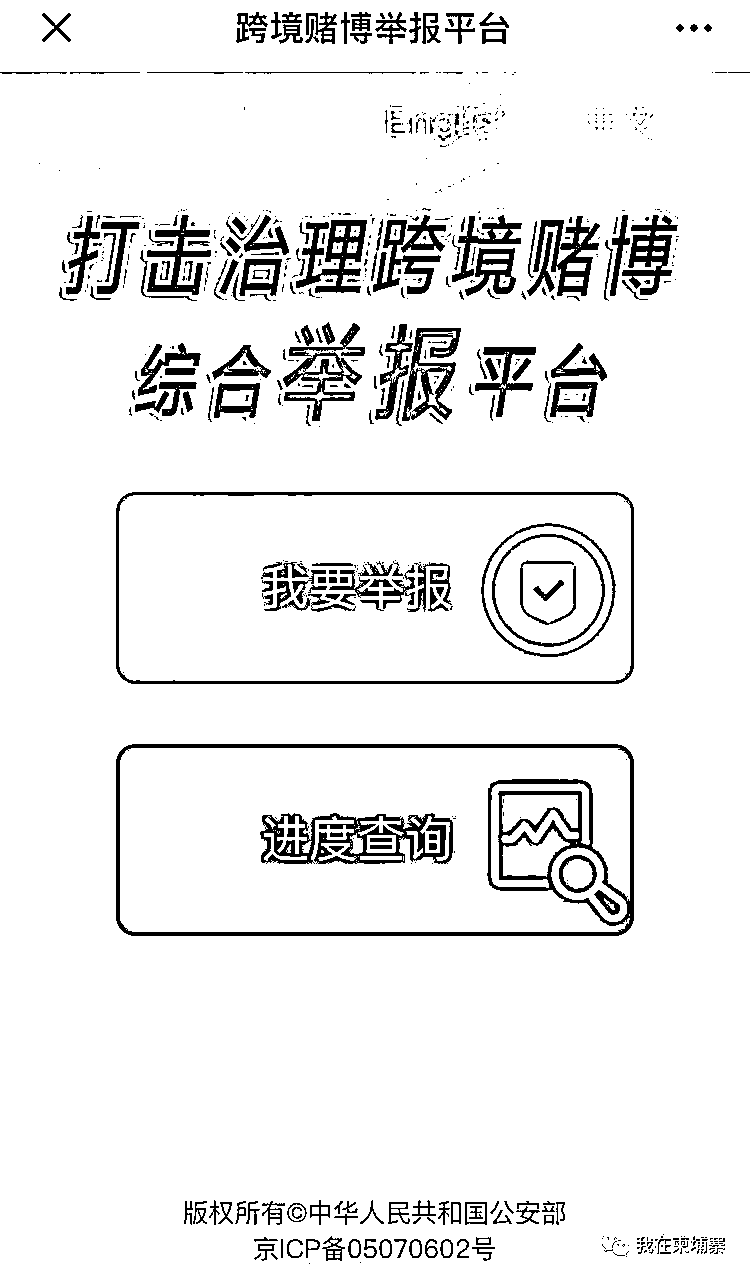 跨境赌博举报平台
English 中文
打击治理跨境赌博
综合举报平台
我要举报
进度查询
版权所有©中华人民共和国公安部
京ICP备05070602号
我在柬埔寨